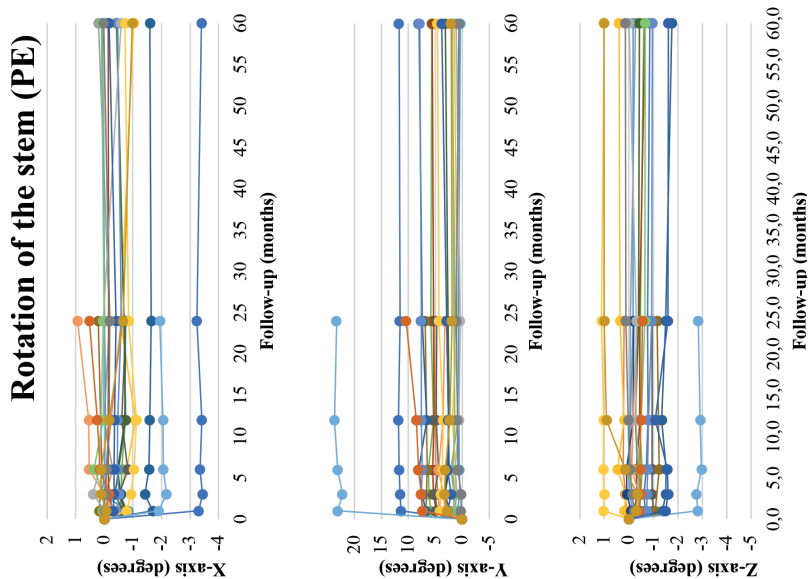 Rotation of the stem (PE)
X-axis (degrees)
2
1
0
-1
-2
-3
-4
0 5 10 15 20 25 30 35 40 45 50 55 60
Follow-up (months)
Y-axis (degrees)
20
15
10
5
0
-5
0 5 10 15 20 25 30 35 40 45 50 55 60
Follow-up (months)
Z-axis (degrees)
2
1
0
-1
-2
-3
-4
0,0 5,0 10,0 15,0 20,0 25,0 30,0 35,0 40,0 45,0 50,0 55,0 60,0
Follow-up (months)